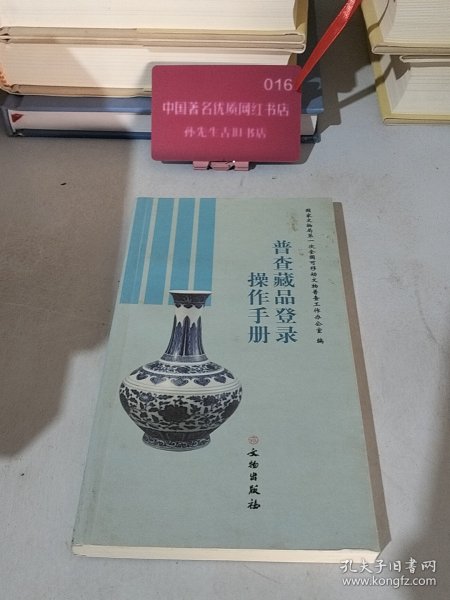 016
中国著名优质网红书店
孙先生古旧书店
国家文物局第一次全国可移动文物普查工作办公室 编
普查藏品登录
操作手册
文物出版社
孔夫子旧书网
www.kongfz.com